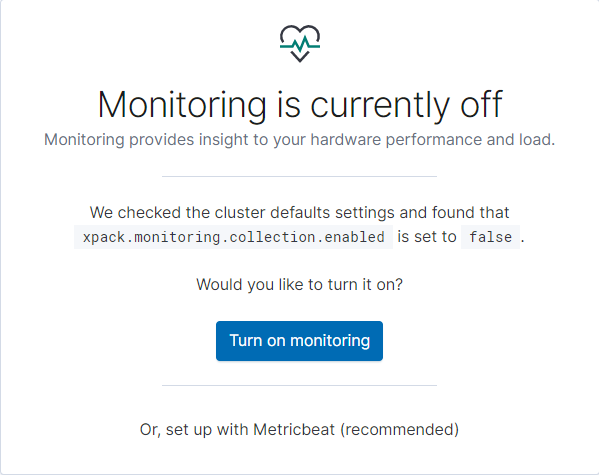 Monitoring is currently off
Monitoring provides insight to your hardware performance and load.
We checked the cluster defaults settings and found that
xpack.monitoring.collection.enabled is set to false .
Would you like to turn it on?
Turn on monitoring
Or, set up with Metricbeat (recommended)